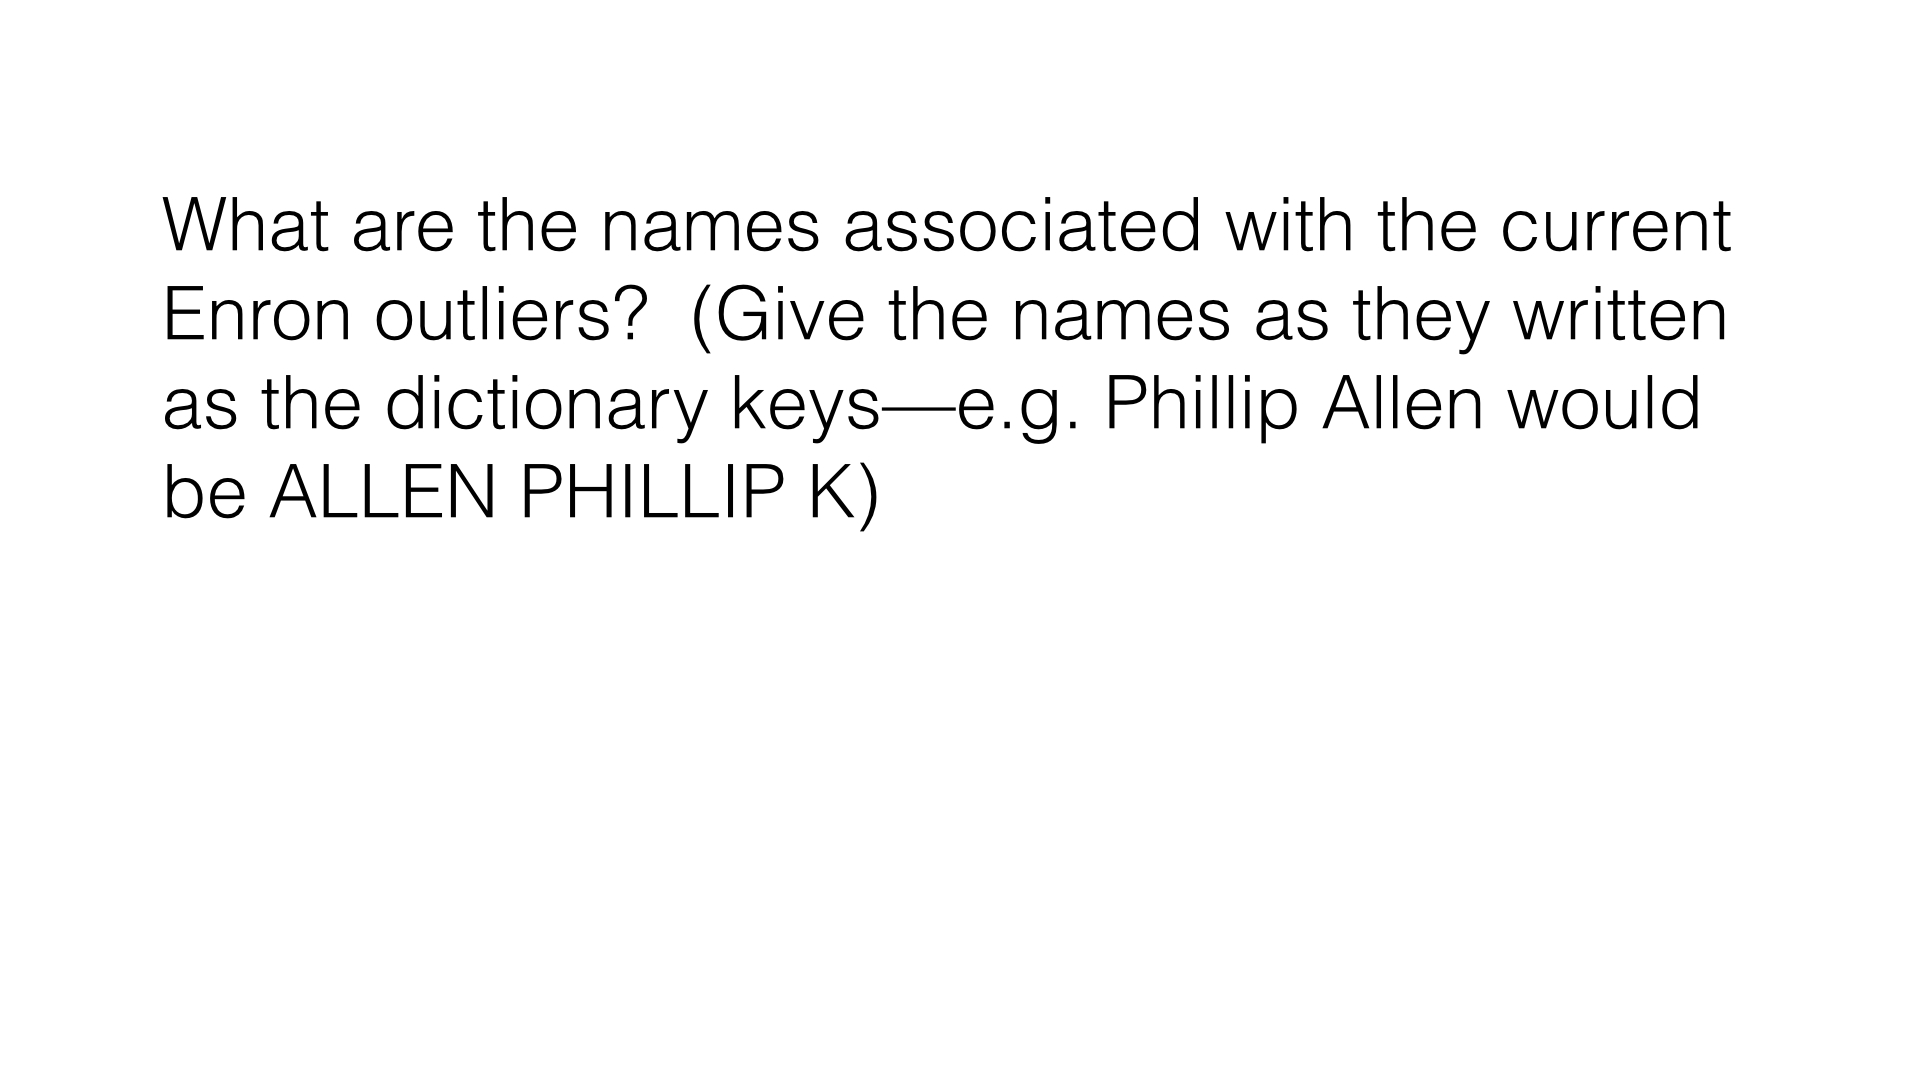 What are the names associated with the current
Enron outliers?  (Give the names as they written
as the dictionary keys—e.g. Phillip Allen would
be ALLEN PHILLIP K)